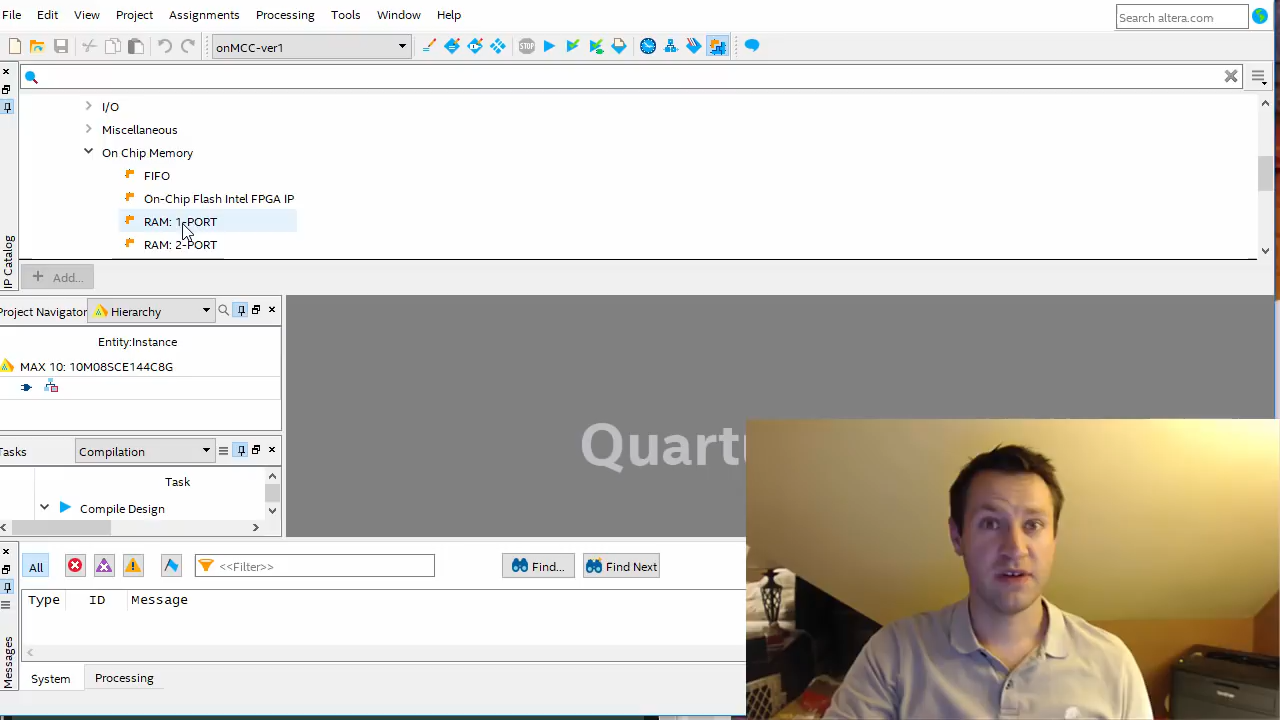 File Edit View Project Assignments Processing Tools Window Help
Search altera.com
onMCC-ver1
STOP
IP Catalog
I/O
Miscellaneous
On Chip Memory
FIFO
On-Chip Flash Intel FPGA IP
RAM: 1-PORT
RAM: 2-PORT
Add...
Project Navigator Hierarchy
Entity:Instance
MAX 10: 10M08SCE144C8G
Tasks Compilation
Task
Compile Design
All <<Filter>> Find... Find Next
Type ID Message
Messages
System Processing